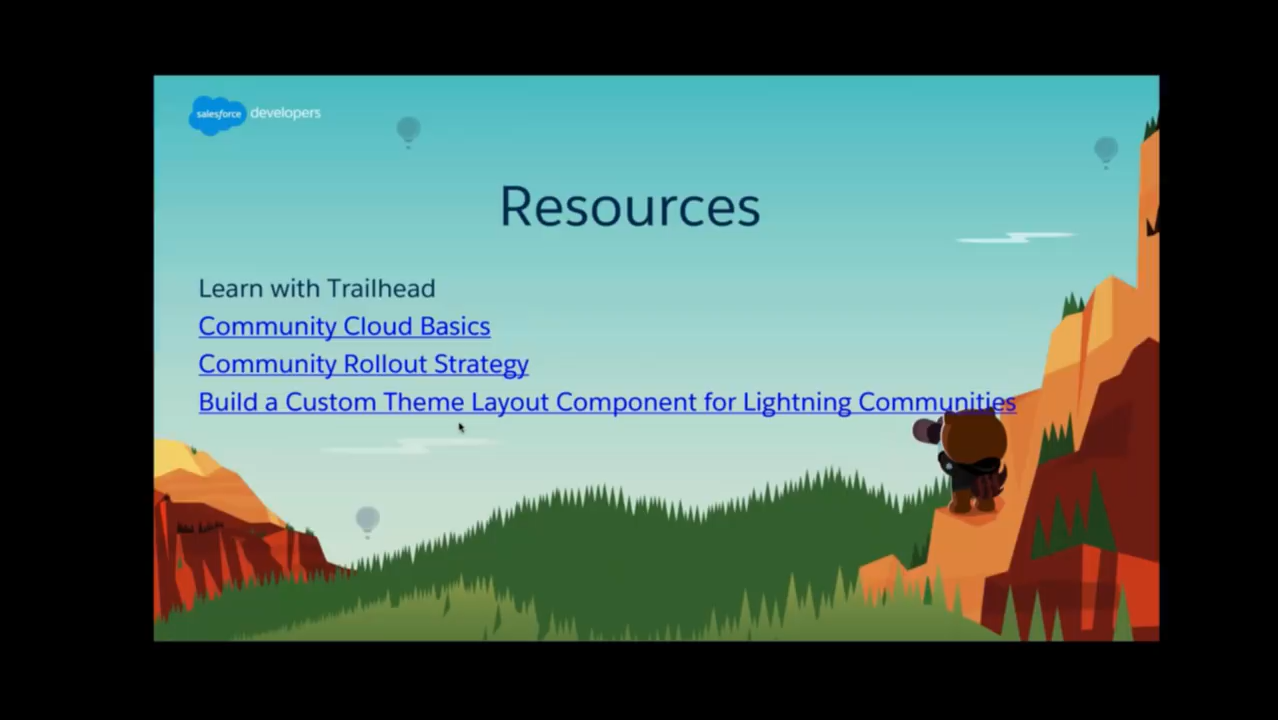 salesforce developers
Resources
Learn with Trailhead
Community Cloud Basics
Community Rollout Strategy
Build a Custom Theme Layout Component for Lightning Communities